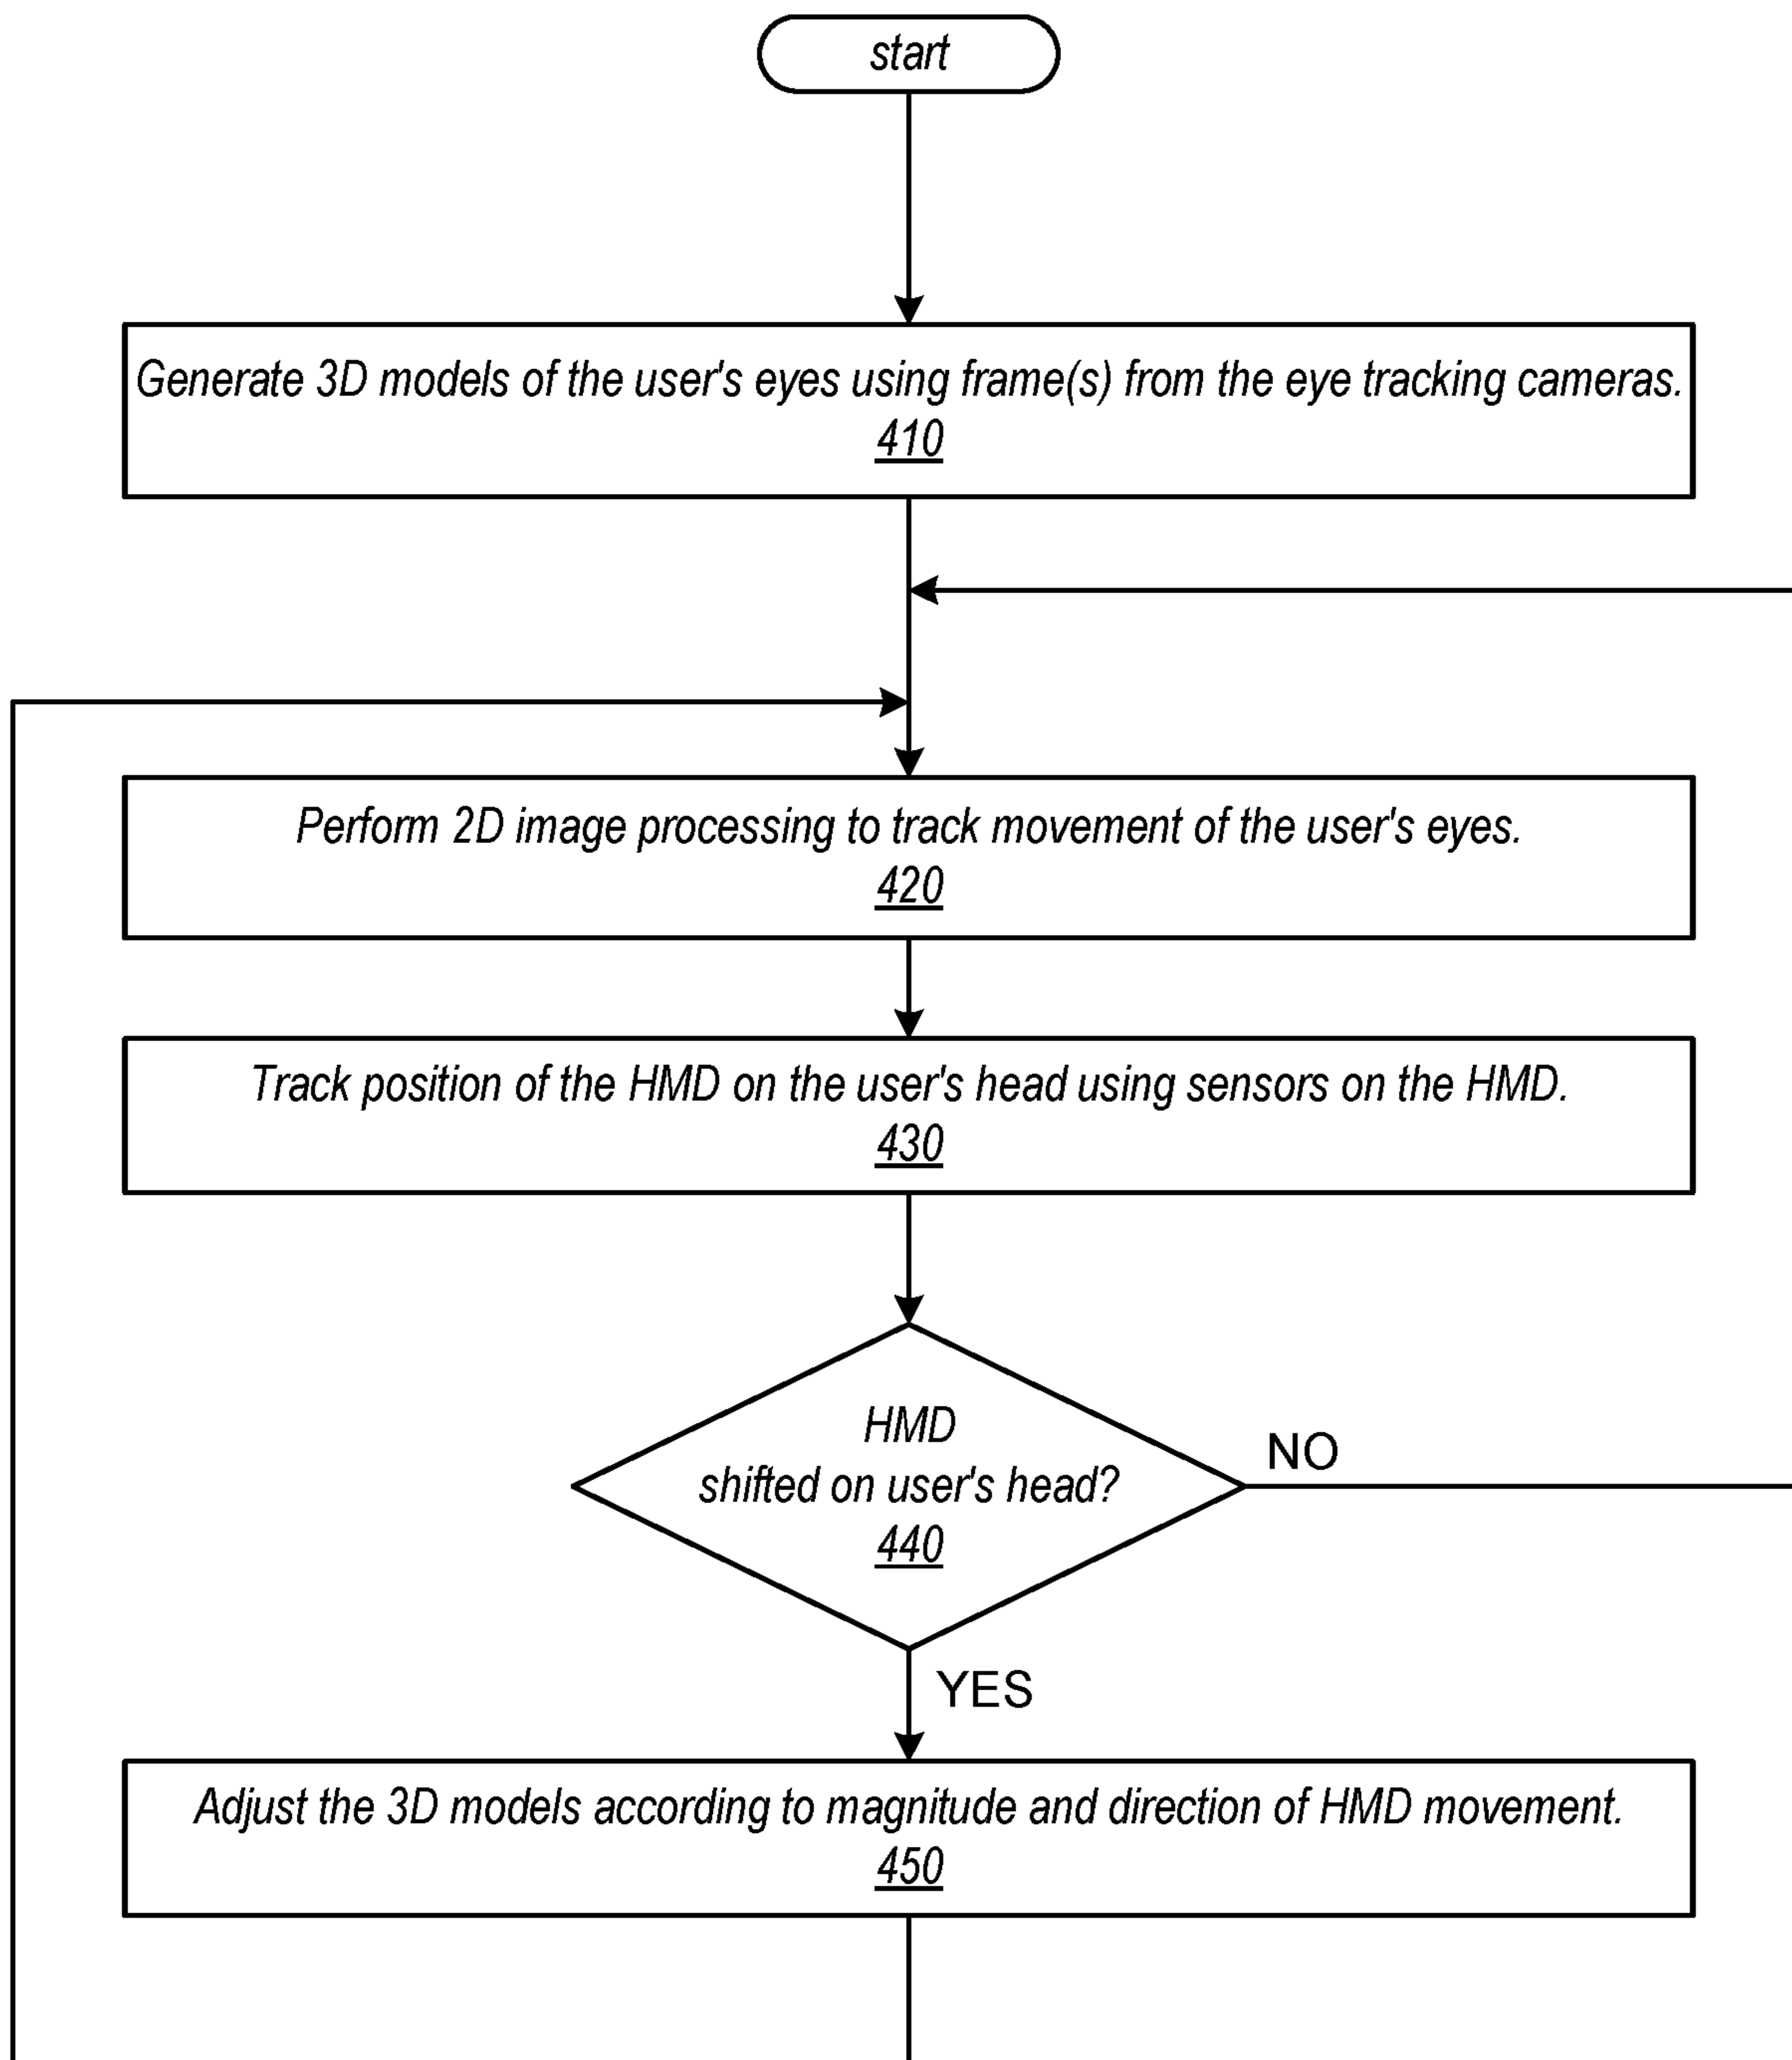 start
Generate 3D models of the user's eyes using frame(s) from the eye tracking cameras.
410
Perform 2D image processing to track movement of the user's eyes.
420
Track position of the HMD on the user's head using sensors on the HMD.
430
HMD
shifted on user's head?
440
NO
YES
Adjust the 3D models according to magnitude and direction of HMD movement.
450